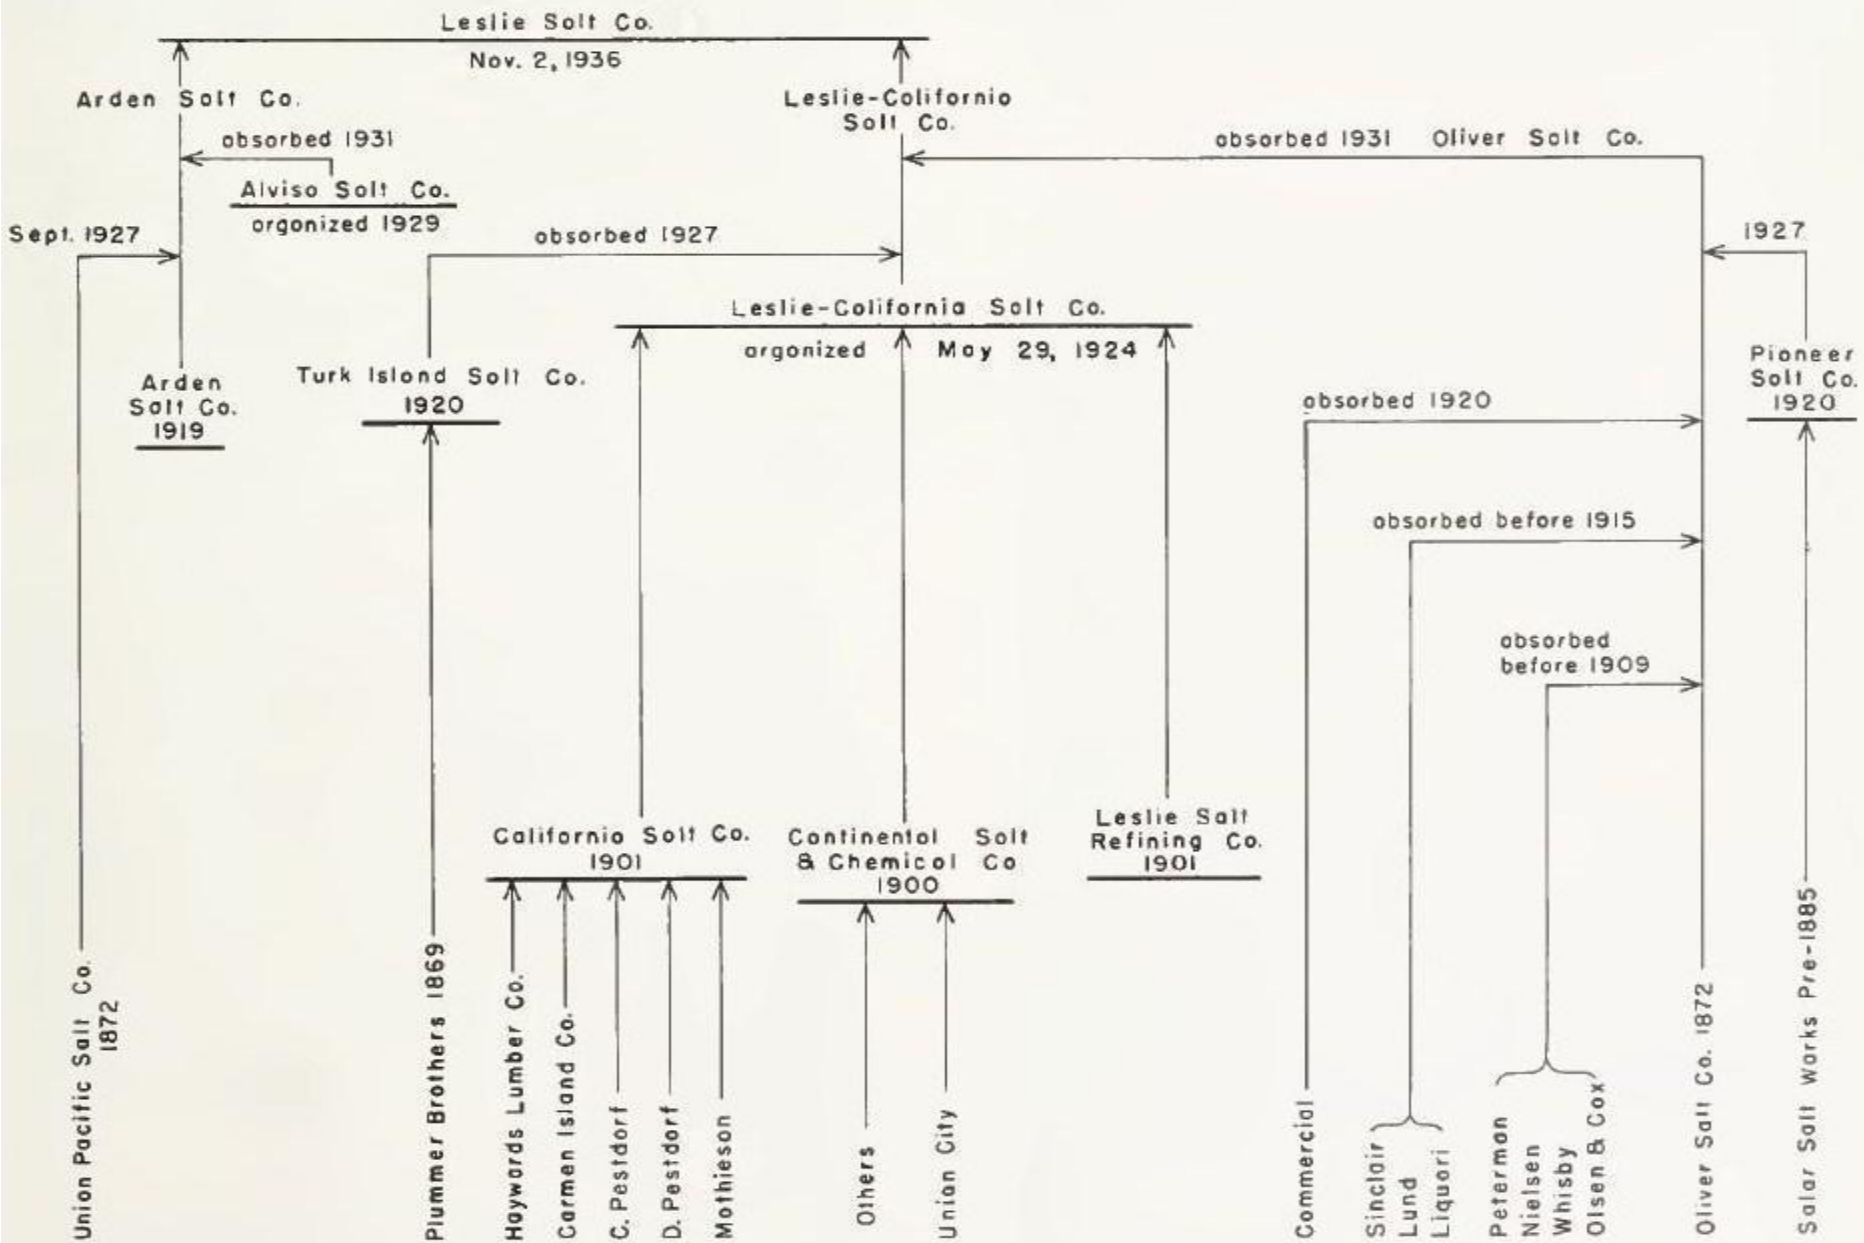 Leslie Salt Co.
Nov. 2, 1936
Arden Salt Co.
Leslie-California
Salt Co.
absorbed 1931
absorbed 1931 Oliver Salt Co.
Alviso Salt Co.
organized 1929
Sept. 1927
absorbed 1927
1927
Leslie-California Salt Co.
organized May 29, 1924
Arden
Salt Co.
1919
Turk Island Salt Co.
1920
Pioneer
Salt Co.
1920
absorbed 1920
absorbed before 1915
absorbed
before 1909
California Salt Co.
1901
Continental Salt
& Chemical Co
1900
Leslie Salt
Refining Co.
1901
Union Pacific Salt Co.
1872
Plummer Brothers 1869
Haywards Lumber Co.
Carmen Island Co.
C. Pestdorf
D. Pestdorf
Mathieson
Others
Union City
Commercial
Sinclair
Lund
Liquori
Peterman
Nielsen
Whisby
Olsen & Cox
Oliver Salt Co. 1872
Salar Salt Works Pre-1885